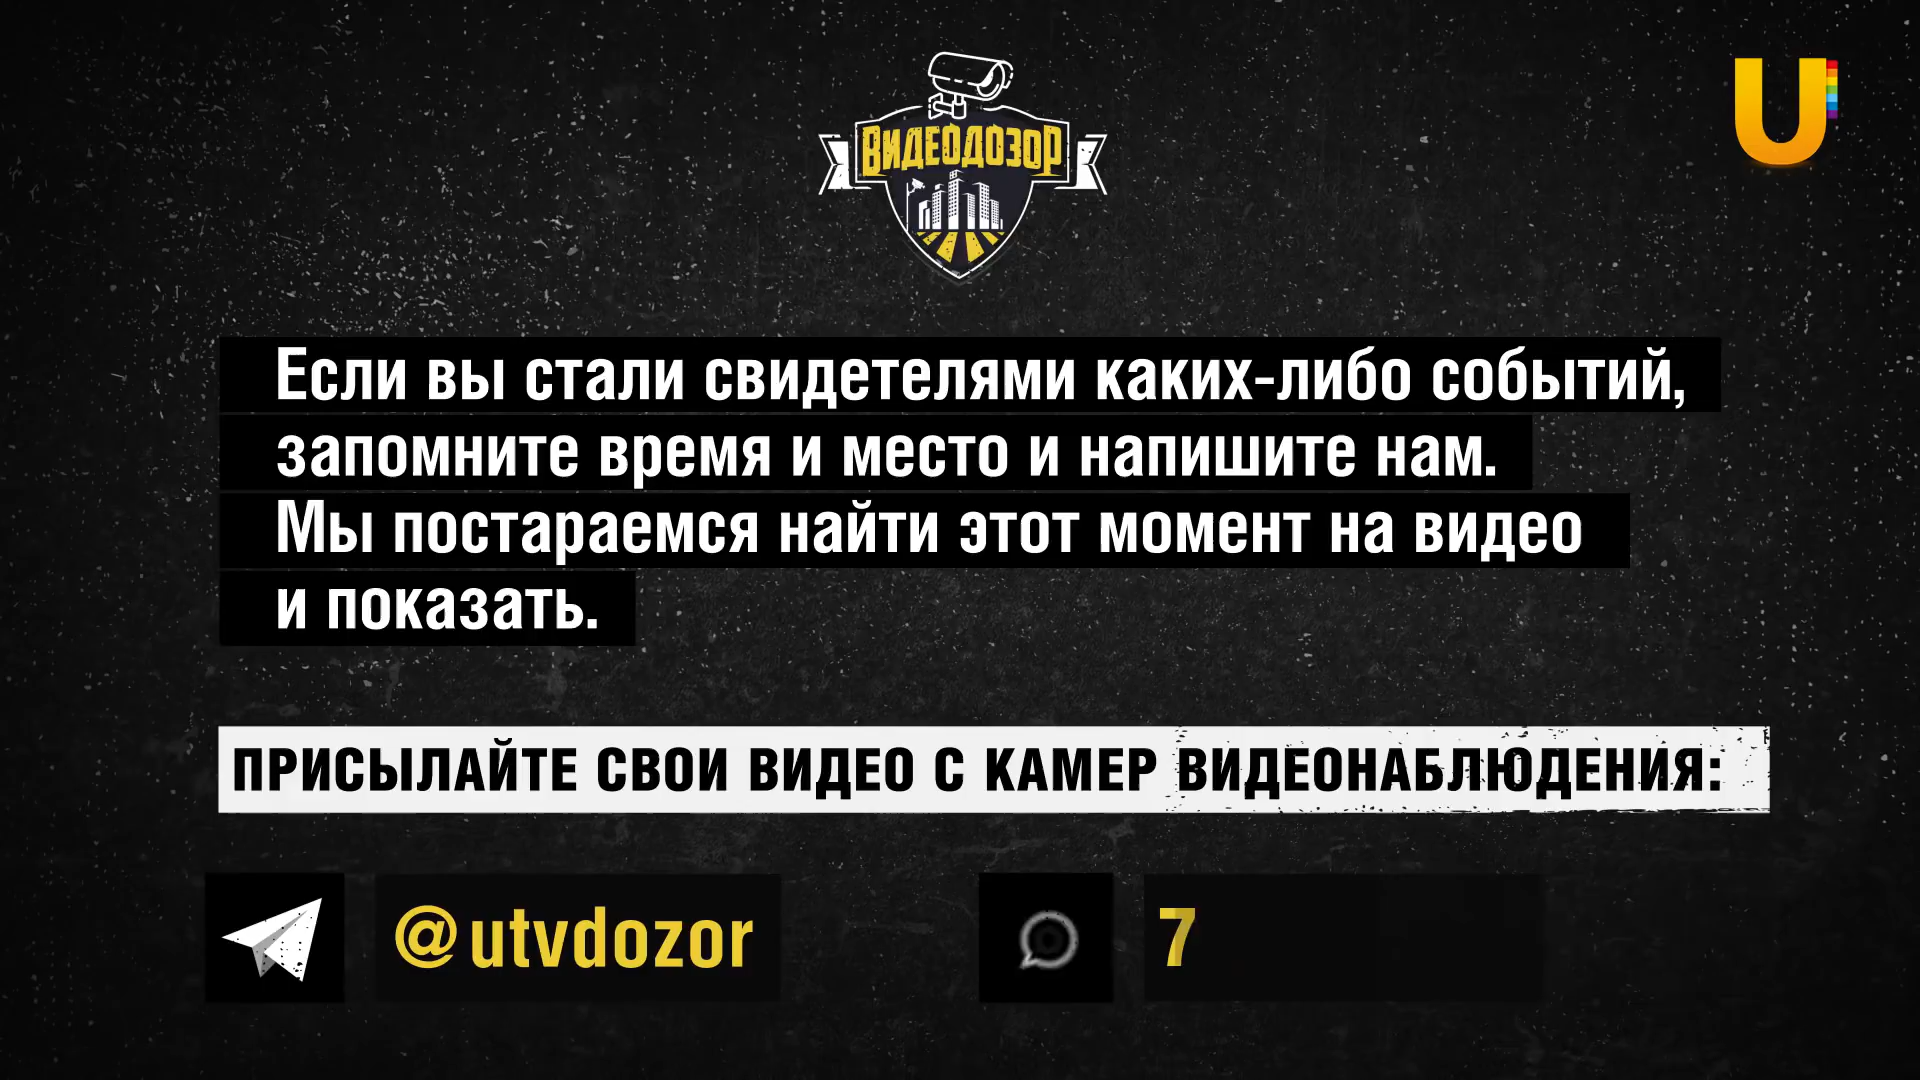 ВИДЕОДОЗОР
U
Если вы стали свидетелями каких-либо событий,
запомните время и место и напишите нам.
Мы постараемся найти этот момент на видео
и показать.
ПРИСЫЛАЙТЕ СВОИ ВИДЕО С КАМЕР ВИДЕОНАБЛЮДЕНИЯ:
@utvdozor
7